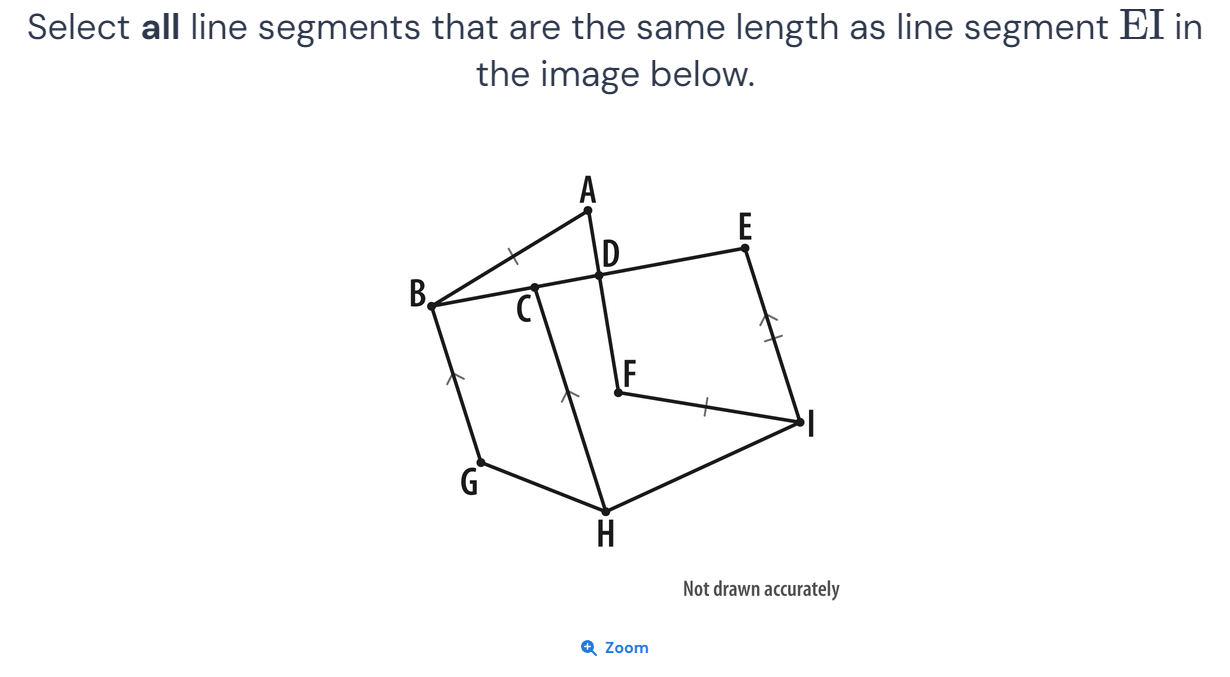 Select all line segments that are the same length as line segment EI in
the image below.
A
E
D
B
C
F
I
G
H
Not drawn accurately
Zoom